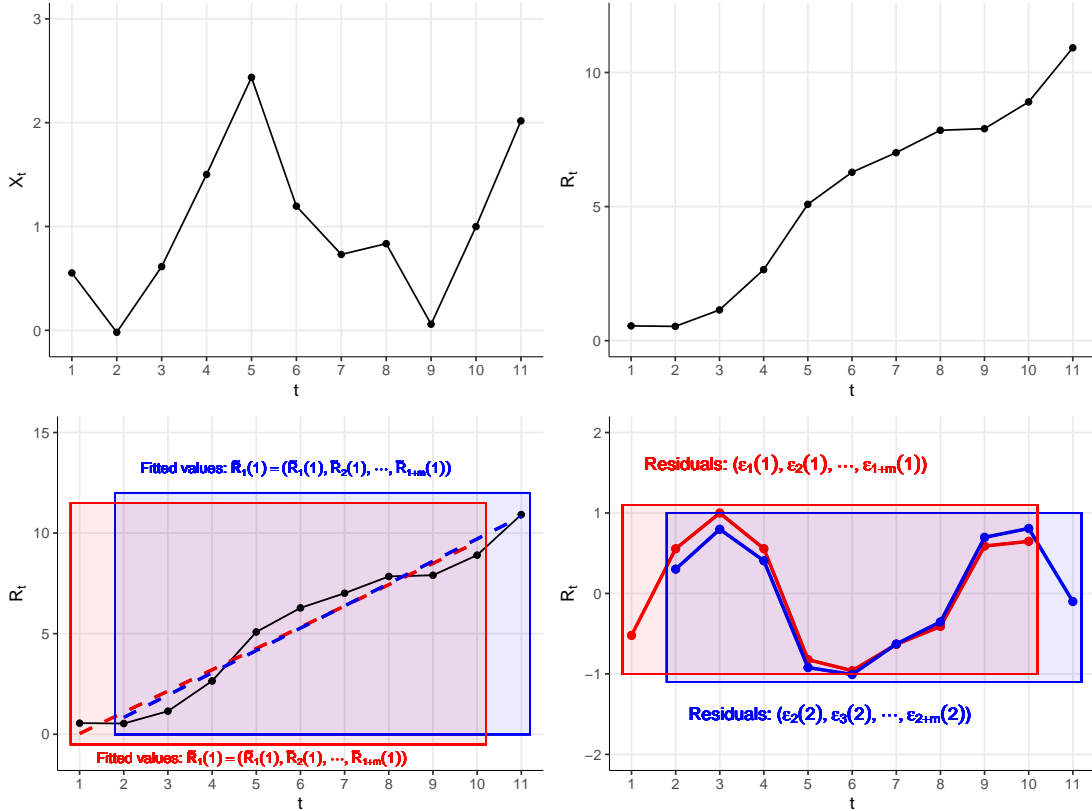 3
2
1
0
X_t
1 2 3 4 5 6 7 8 9 10 11
t
10
5
0
R_t
1 2 3 4 5 6 7 8 9 10 11
t
15
10
5
0
R_t
Fitted values: R̃₁(1) = (R̃₁(1), R̃₂(1), ⋯, R̃₁₊ₘ(1))
Fitted values: R̃₁(1) = (R̃₁(1), R̃₂(1), ⋯, R̃₁₊ₘ(1))
1 2 3 4 5 6 7 8 9 10 11
t
2
1
0
−1
−2
R_t
Residuals: (ε₁(1), ε₂(1), ⋯, ε₁₊ₘ(1))
Residuals: (ε₂(2), ε₃(2), ⋯, ε₂₊ₘ(2))
1 2 3 4 5 6 7 8 9 10 11
t